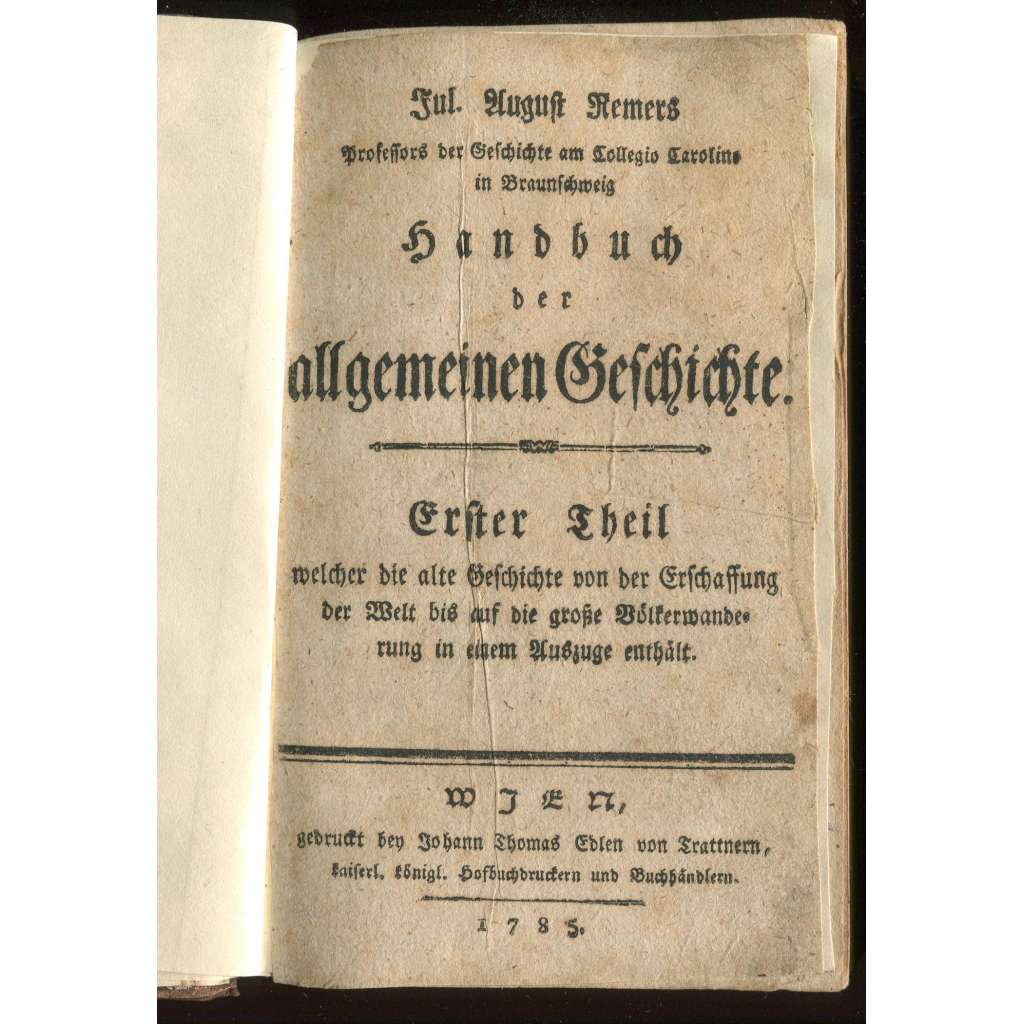 Jul. August Remers
Professors der Geschichte am Collegio Carolin.
in Braunschweig
Handbuch
der
allgemeinen Geschichte.
Erster Theil
welcher die alte Geschichte von der Erschaffung
der Welt bis auf die große Völkerwande-
rung in einem Auszuge enthält.
WIEN,
gedruckt bey Johann Thomas Edlen von Trattnern,
kaiserl. königl. Hofbuchdruckern und Buchhändlern.
1785.